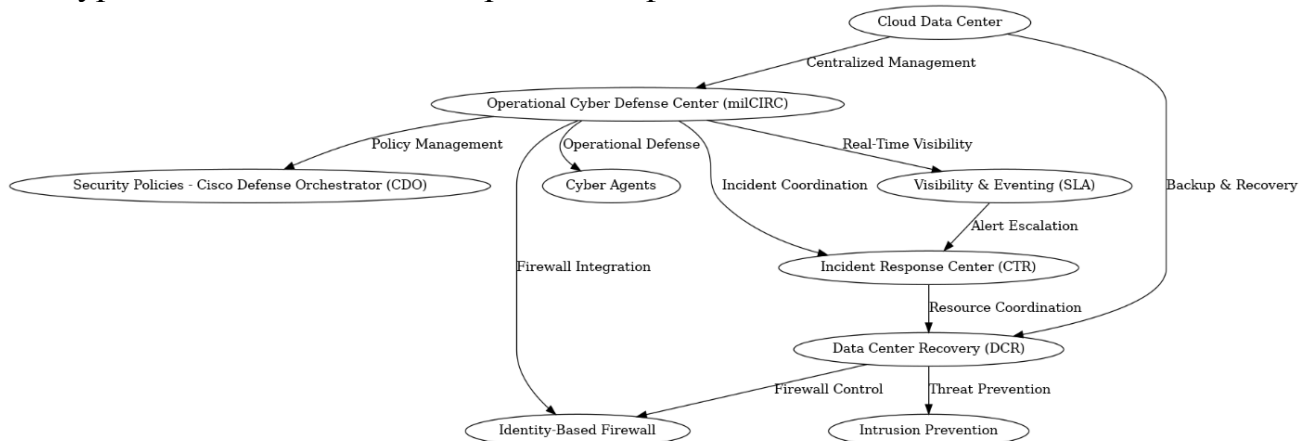 Cloud Data Center
Centralized Management
Operational Cyber Defense Center (milCIRC)
Policy Management
Operational Defense
Real-Time Visibility
Security Policies - Cisco Defense Orchestrator (CDO)
Cyber Agents
Incident Coordination
Visibility & Eventing (SLA)
Backup & Recovery
Alert Escalation
Firewall Integration
Incident Response Center (CTR)
Resource Coordination
Data Center Recovery (DCR)
Firewall Control
Threat Prevention
Identity-Based Firewall
Intrusion Prevention